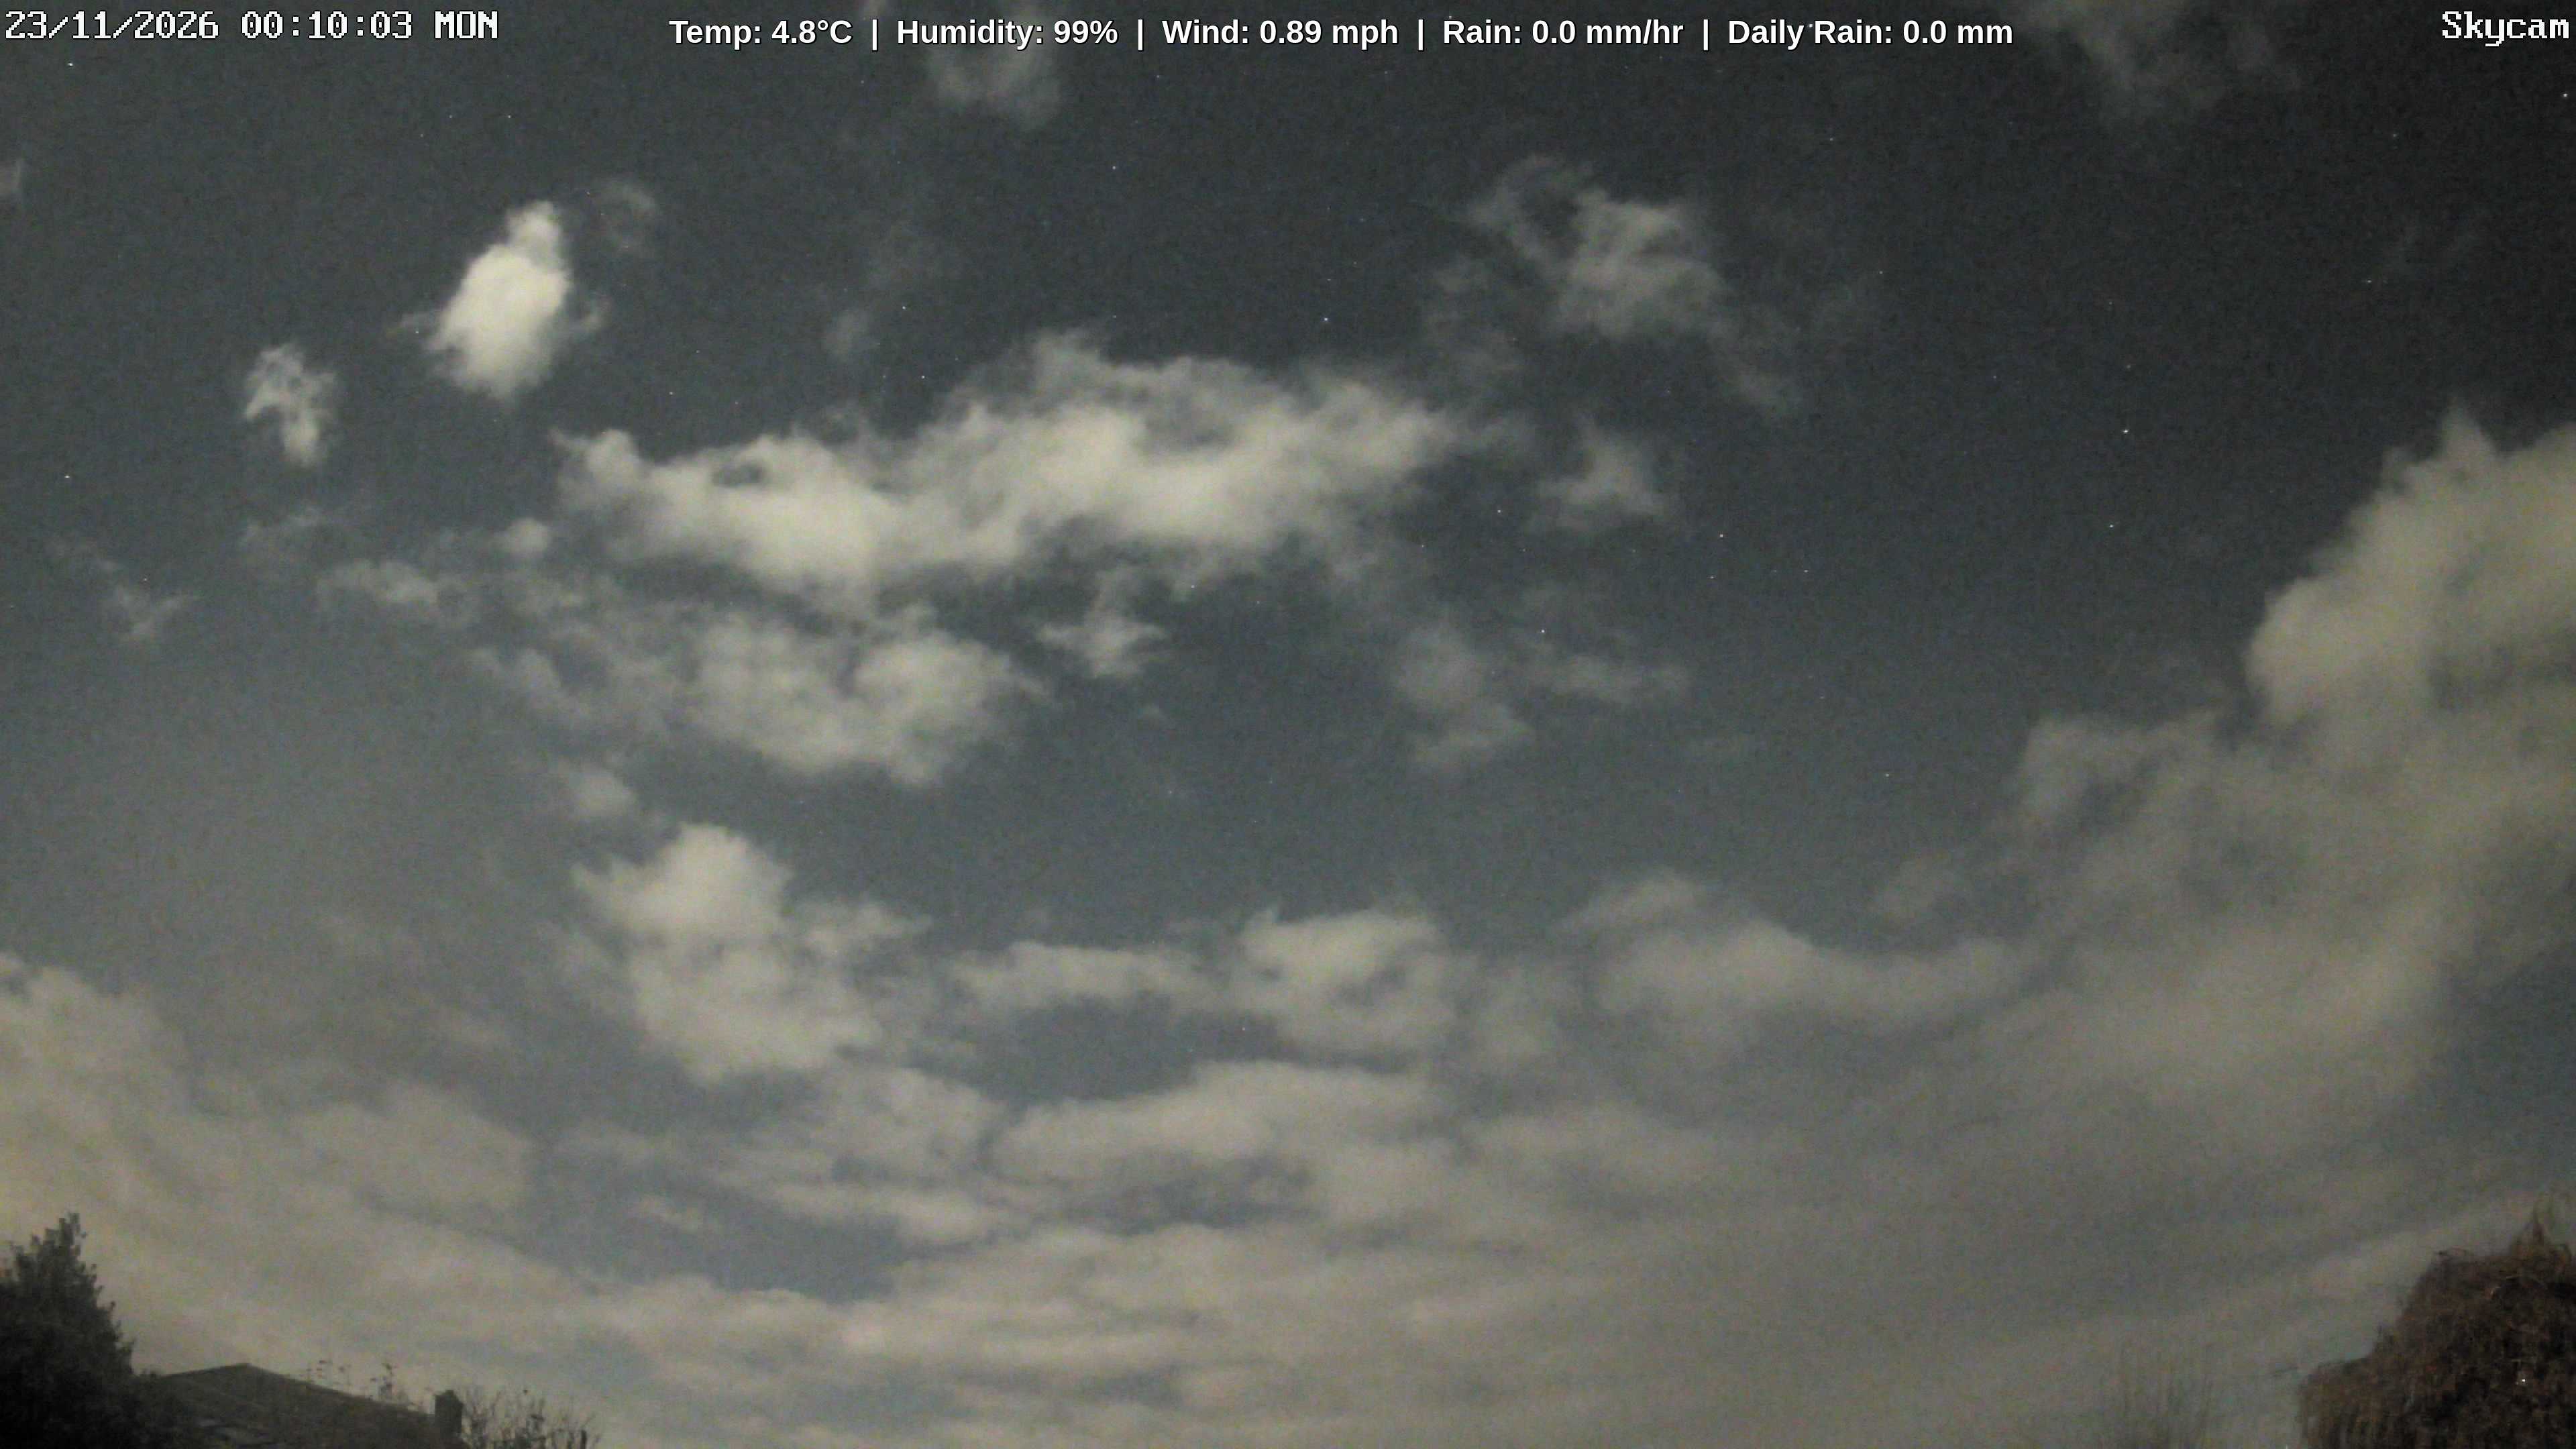 23/11/2026 00:10:03 MON
Temp: 4.8°C | Humidity: 99% | Wind: 0.89 mph | Rain: 0.0 mm/hr | Daily Rain: 0.0 mm
Skycam